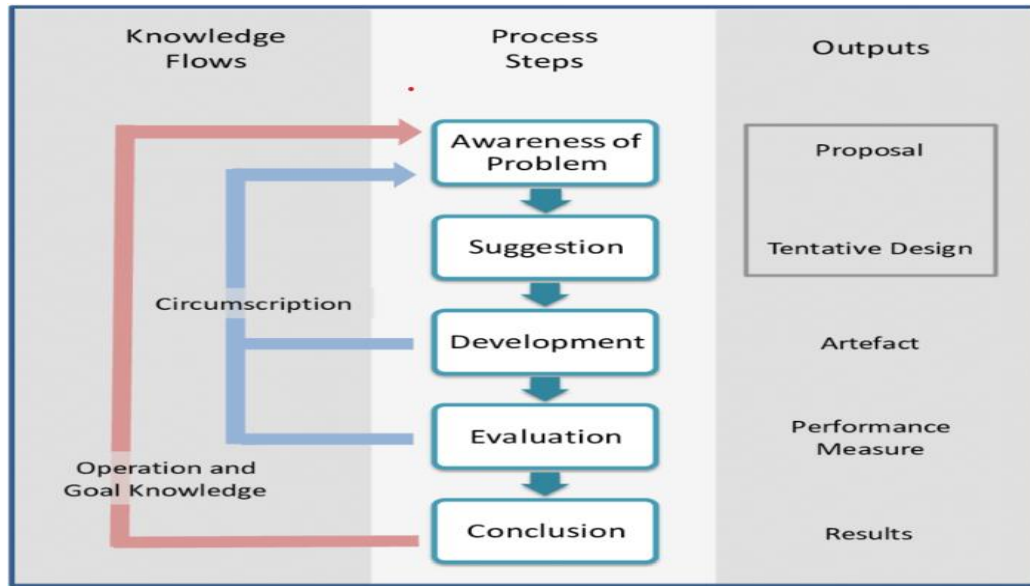 Knowledge
Flows
Process
Steps
Outputs
Awareness of
Problem
Proposal
Suggestion
Tentative Design
Circumscription
Development
Artefact
Evaluation
Performance
Measure
Operation and
Goal Knowledge
Conclusion
Results